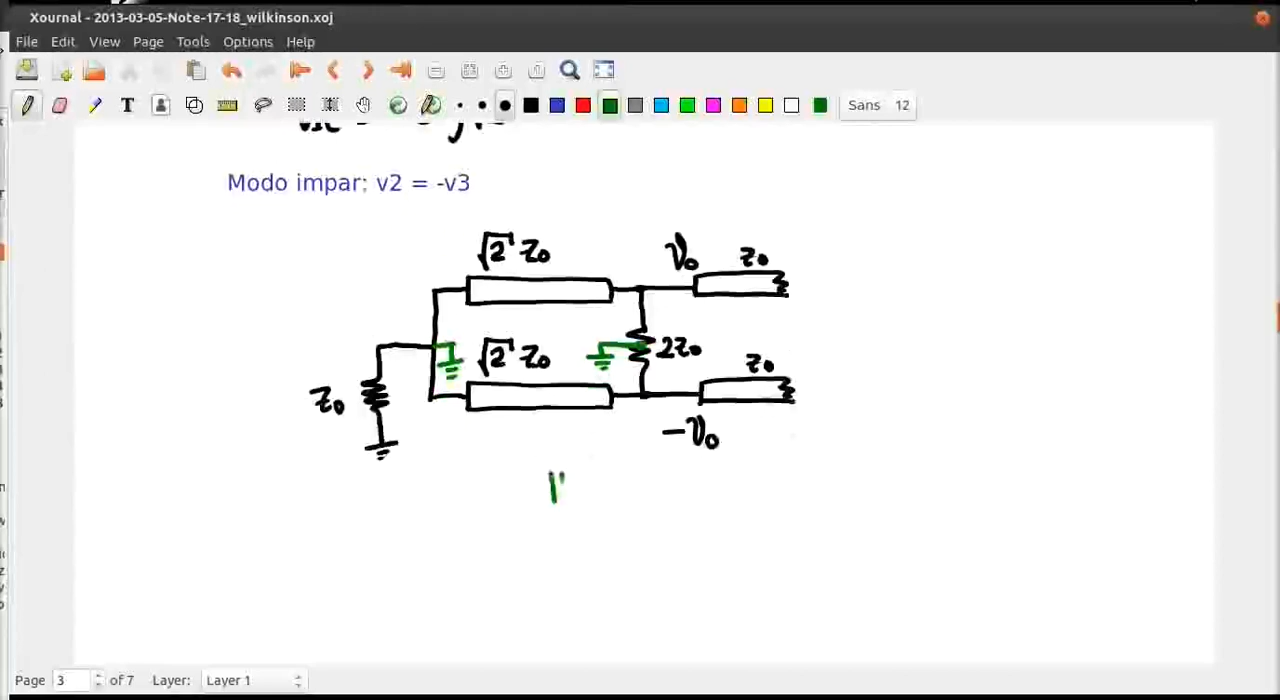 Xournal - 2013-03-05-Note-17-18_wilkinson.xoj
File Edit View Page Tools Options Help
T Sans 12
Modo impar: v2 = -v3
√2 Z0 V0 Z0
√2 Z0 2Z0 Z0
Z0
-V0
Page 3 of 7 Layer: Layer 1